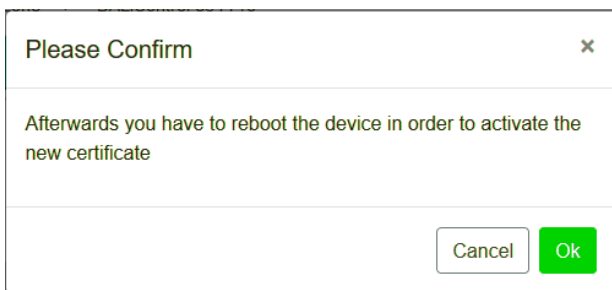 Please Confirm
×
Afterwards you have to reboot the device in order to activate the
new certificate
Cancel
Ok